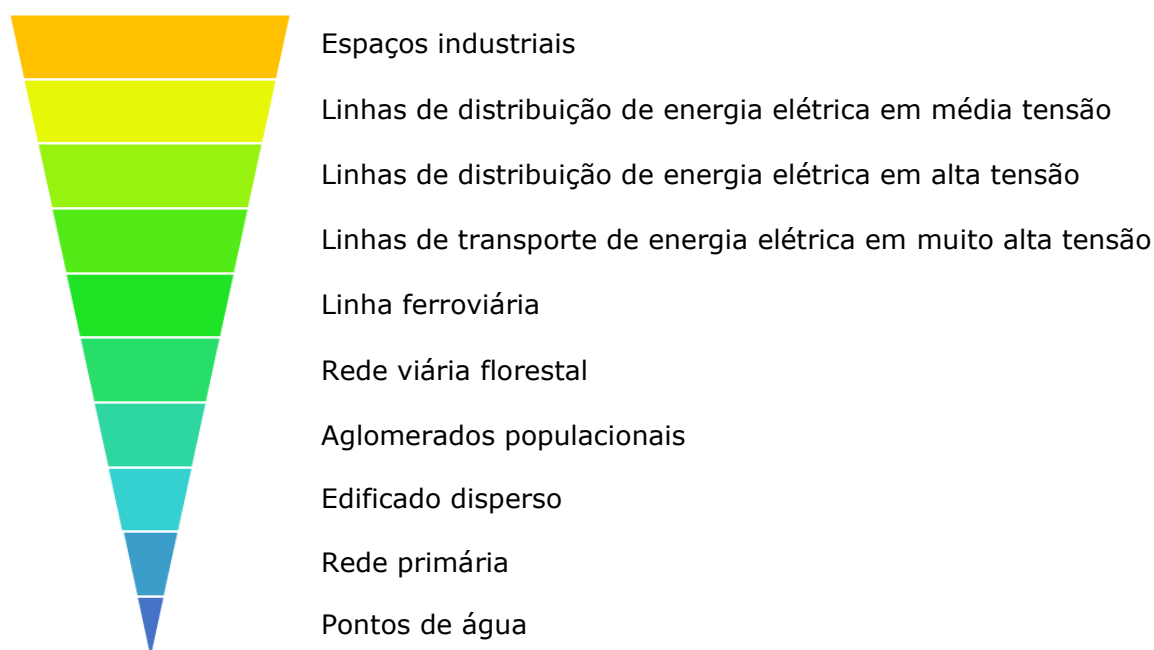 Espaços industriais
Linhas de distribuição de energia elétrica em média tensão
Linhas de distribuição de energia elétrica em alta tensão
Linhas de transporte de energia elétrica em muito alta tensão
Linha ferroviária
Rede viária florestal
Aglomerados populacionais
Edificado disperso
Rede primária
Pontos de água